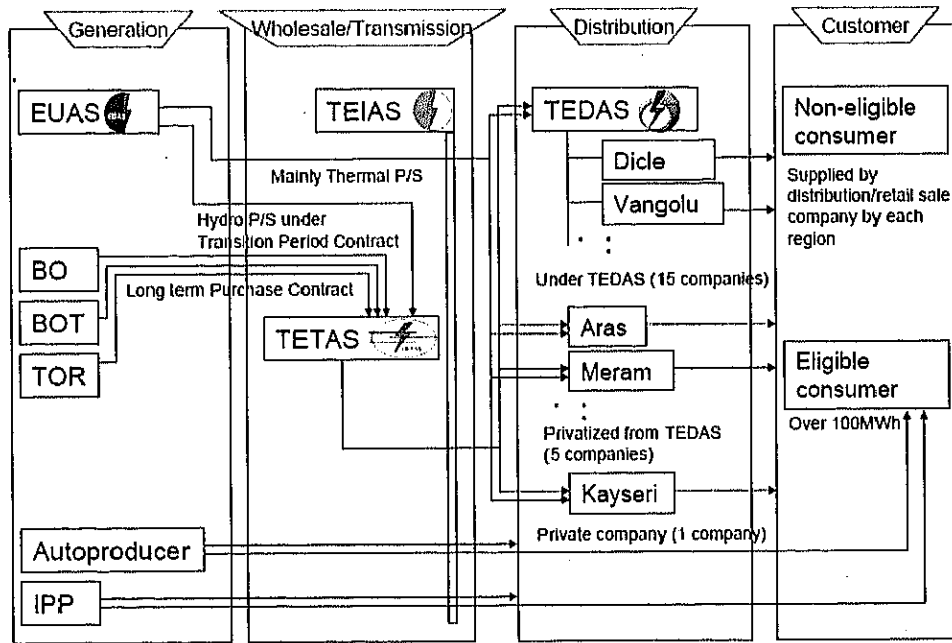 Generation
Wholesale/Transmission
Distribution
Customer
EUAS
TEIAS
TEDAS
Non-eligible
consumer
Dicle
Mainly Thermal P/S
Supplied by
distribution/retail sale
company by each
region
Vangolu
Hydro P/S under
Transition Period Contract
BO
Long term Purchase Contract
Under TEDAS (15 companies)
BOT
TETAS
Aras
TOR
Meram
Eligible
consumer
Over 100MWh
Privatized from TEDAS
(5 companies)
Kayseri
Private company (1 company)
Autoproducer
IPP